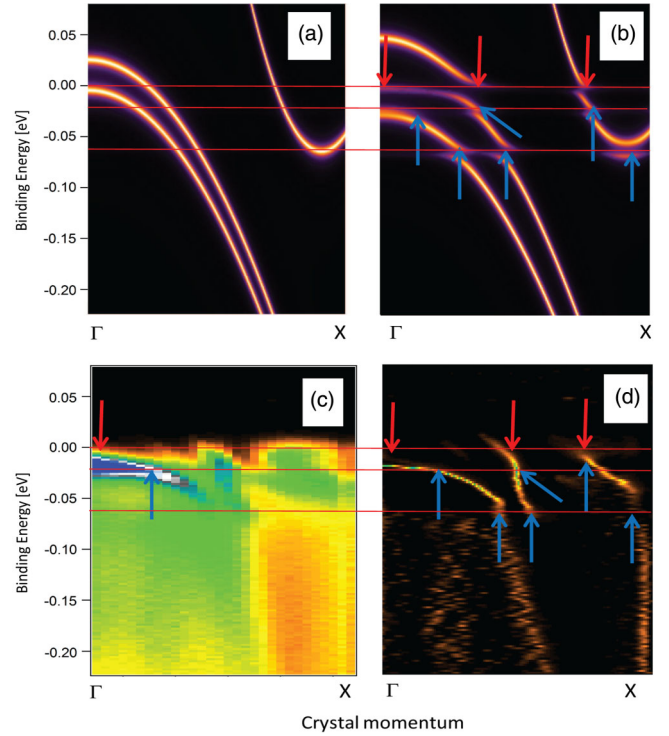 (a)
(b)
Binding Energy [eV]
0.05
0.00
-0.05
-0.10
-0.15
-0.20
Γ
X
Γ
X
(c)
(d)
Binding Energy [eV]
0.05
0.00
-0.05
-0.10
-0.15
-0.20
Γ
X
Γ
X
Crystal momentum